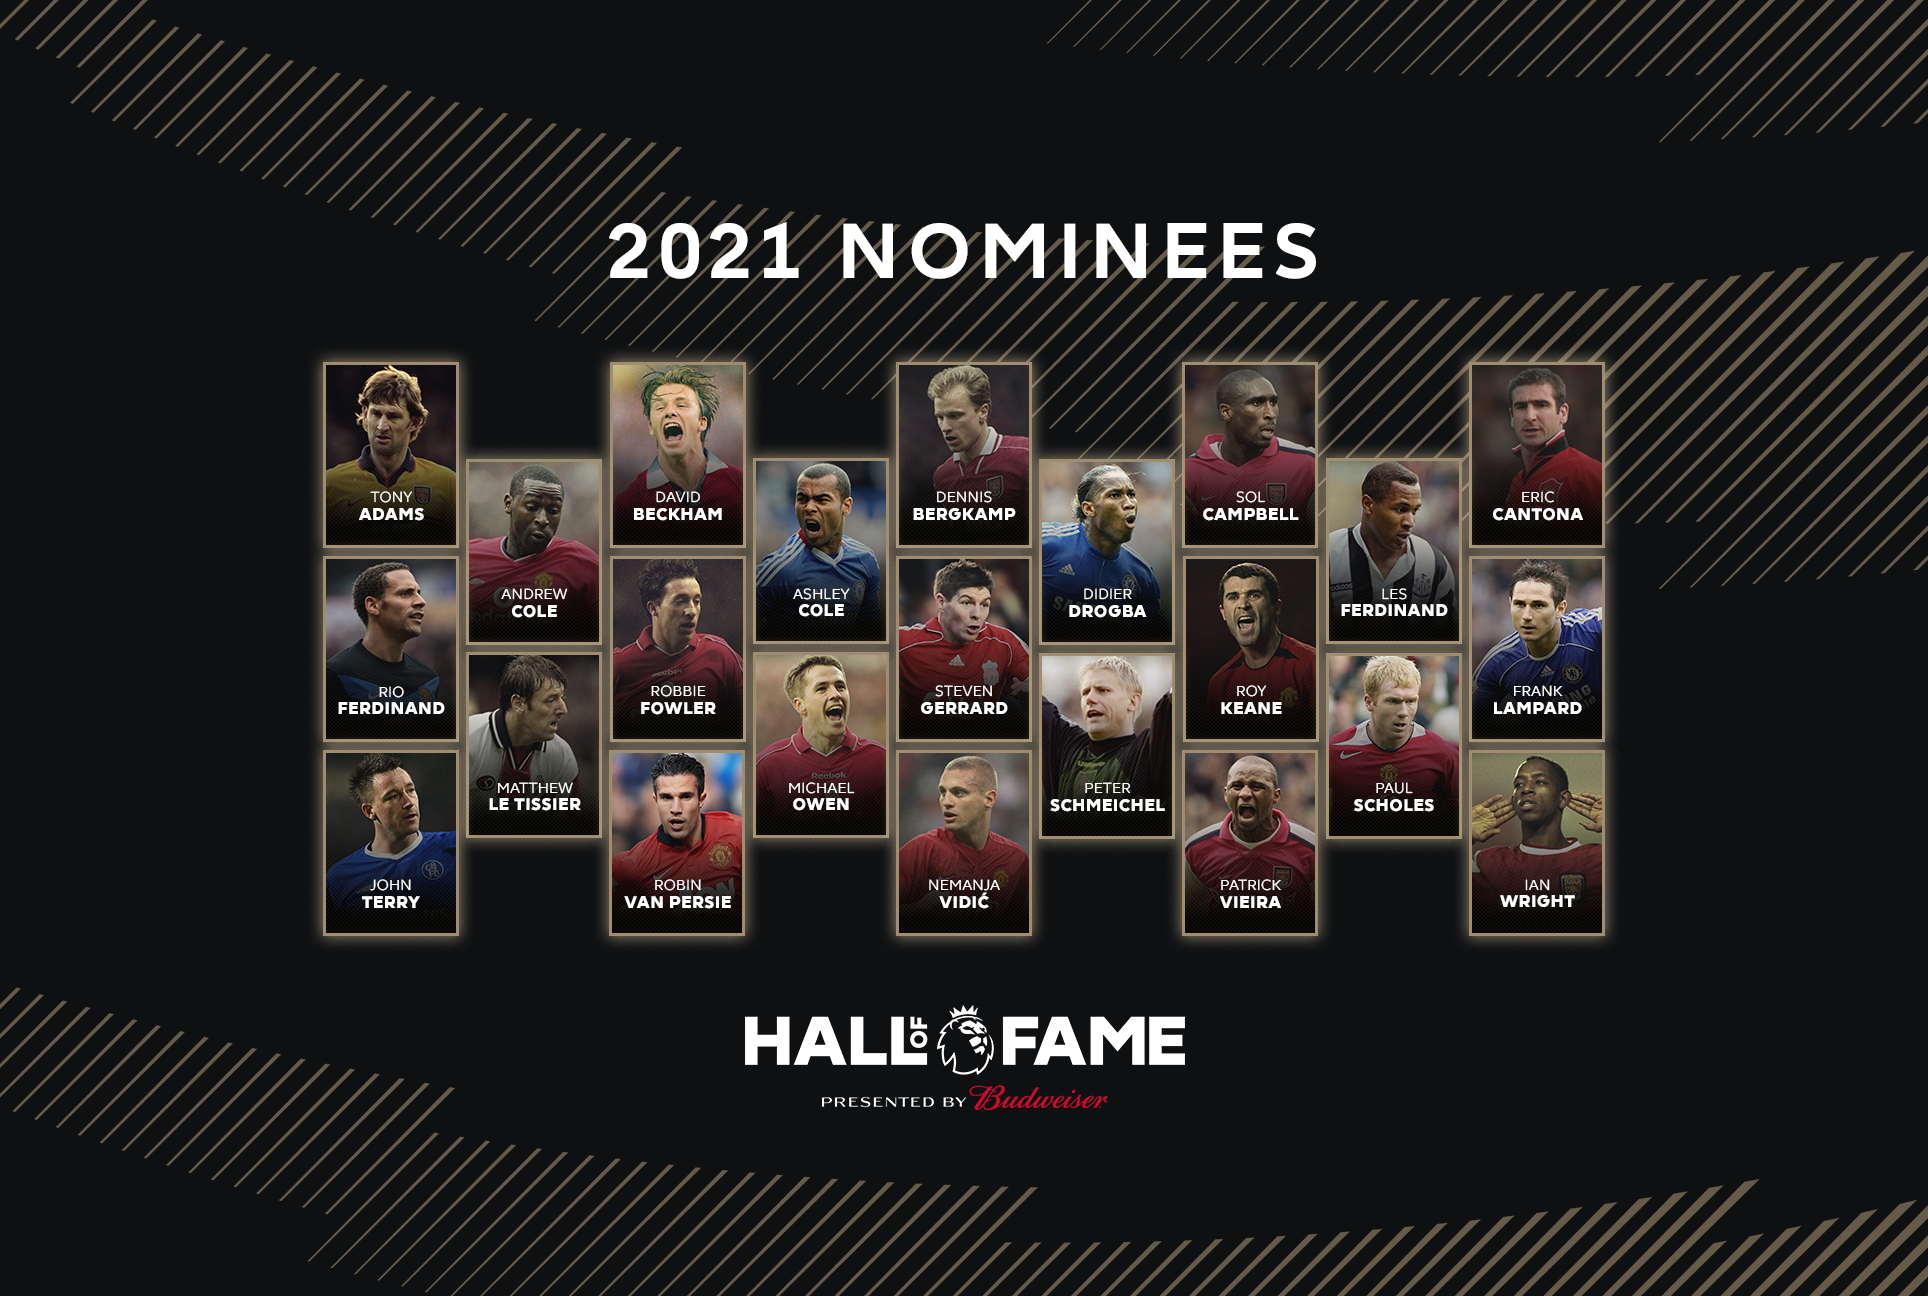 2021 NOMINEES
TONY
ADAMS
ANDREW
COLE
DAVID
BECKHAM
ASHLEY
COLE
DENNIS
BERGKAMP
DIDIER
DROGBA
SOL
CAMPBELL
LES
FERDINAND
ERIC
CANTONA
RIO
FERDINAND
MATTHEW
LE TISSIER
ROBBIE
FOWLER
MICHAEL
OWEN
Reebok
STEVEN
GERRARD
PETER
SCHMEICHEL
ROY
KEANE
PAUL
SCHOLES
FRANK
LAMPARD
JOHN
TERRY
ROBIN
VAN PERSIE
NEMANJA
VIDIĆ
PATRICK
VIEIRA
IAN
WRIGHT
HALL OF FAME
PRESENTED BY Budweiser